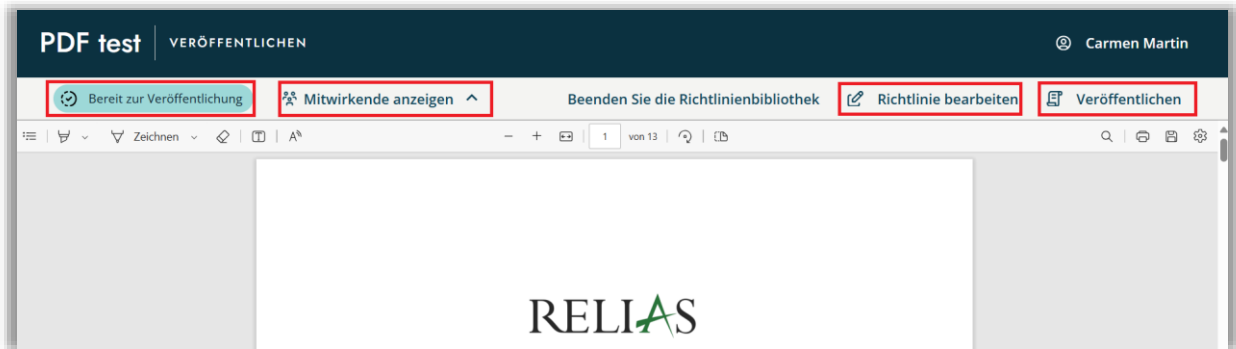 PDF test VERÖFFENTLICHEN Carmen Martin
Bereit zur Veröffentlichung Mitwirkende anzeigen Beenden Sie die Richtlinienbibliothek Richtlinie bearbeiten Veröffentlichen
Zeichnen 1 von 13
RELIAS